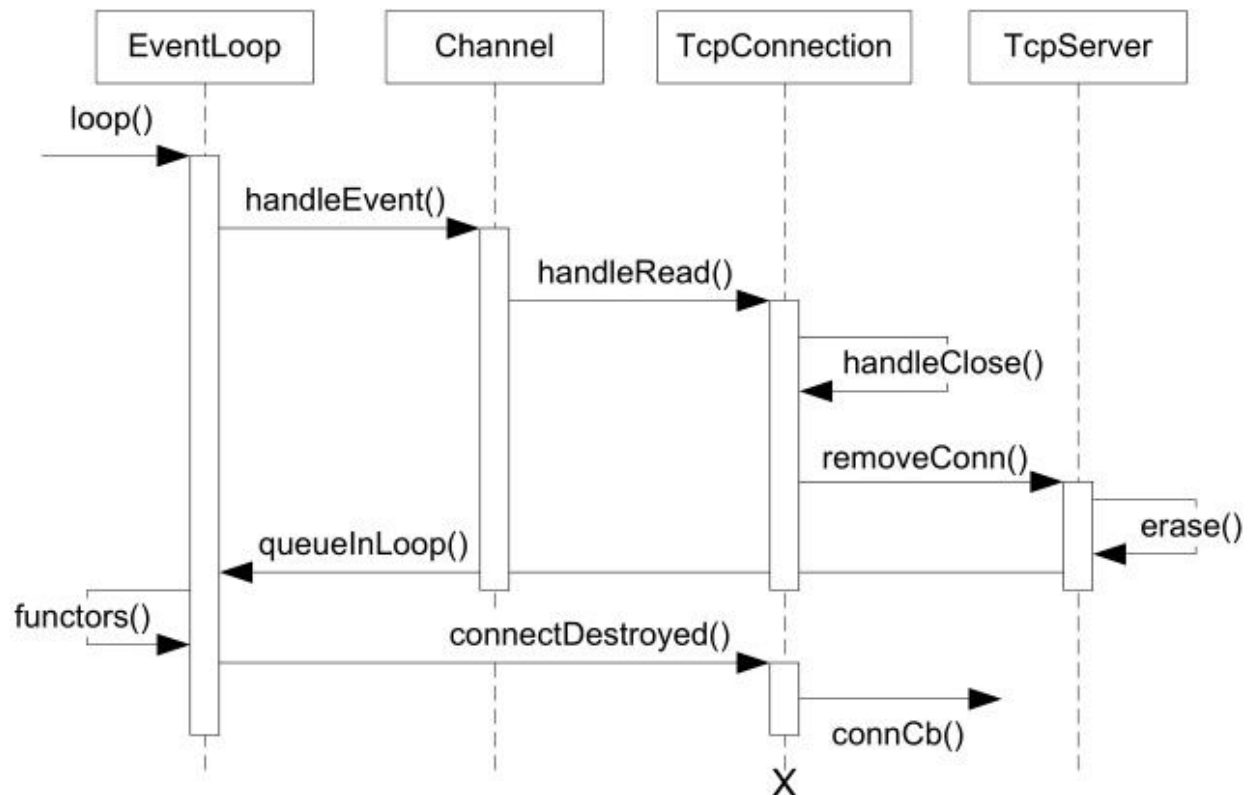 EventLoop
Channel
TcpConnection
TcpServer
loop()
handleEvent()
handleRead()
handleClose()
removeConn()
erase()
queueInLoop()
functors()
connectDestroyed()
connCb()
X